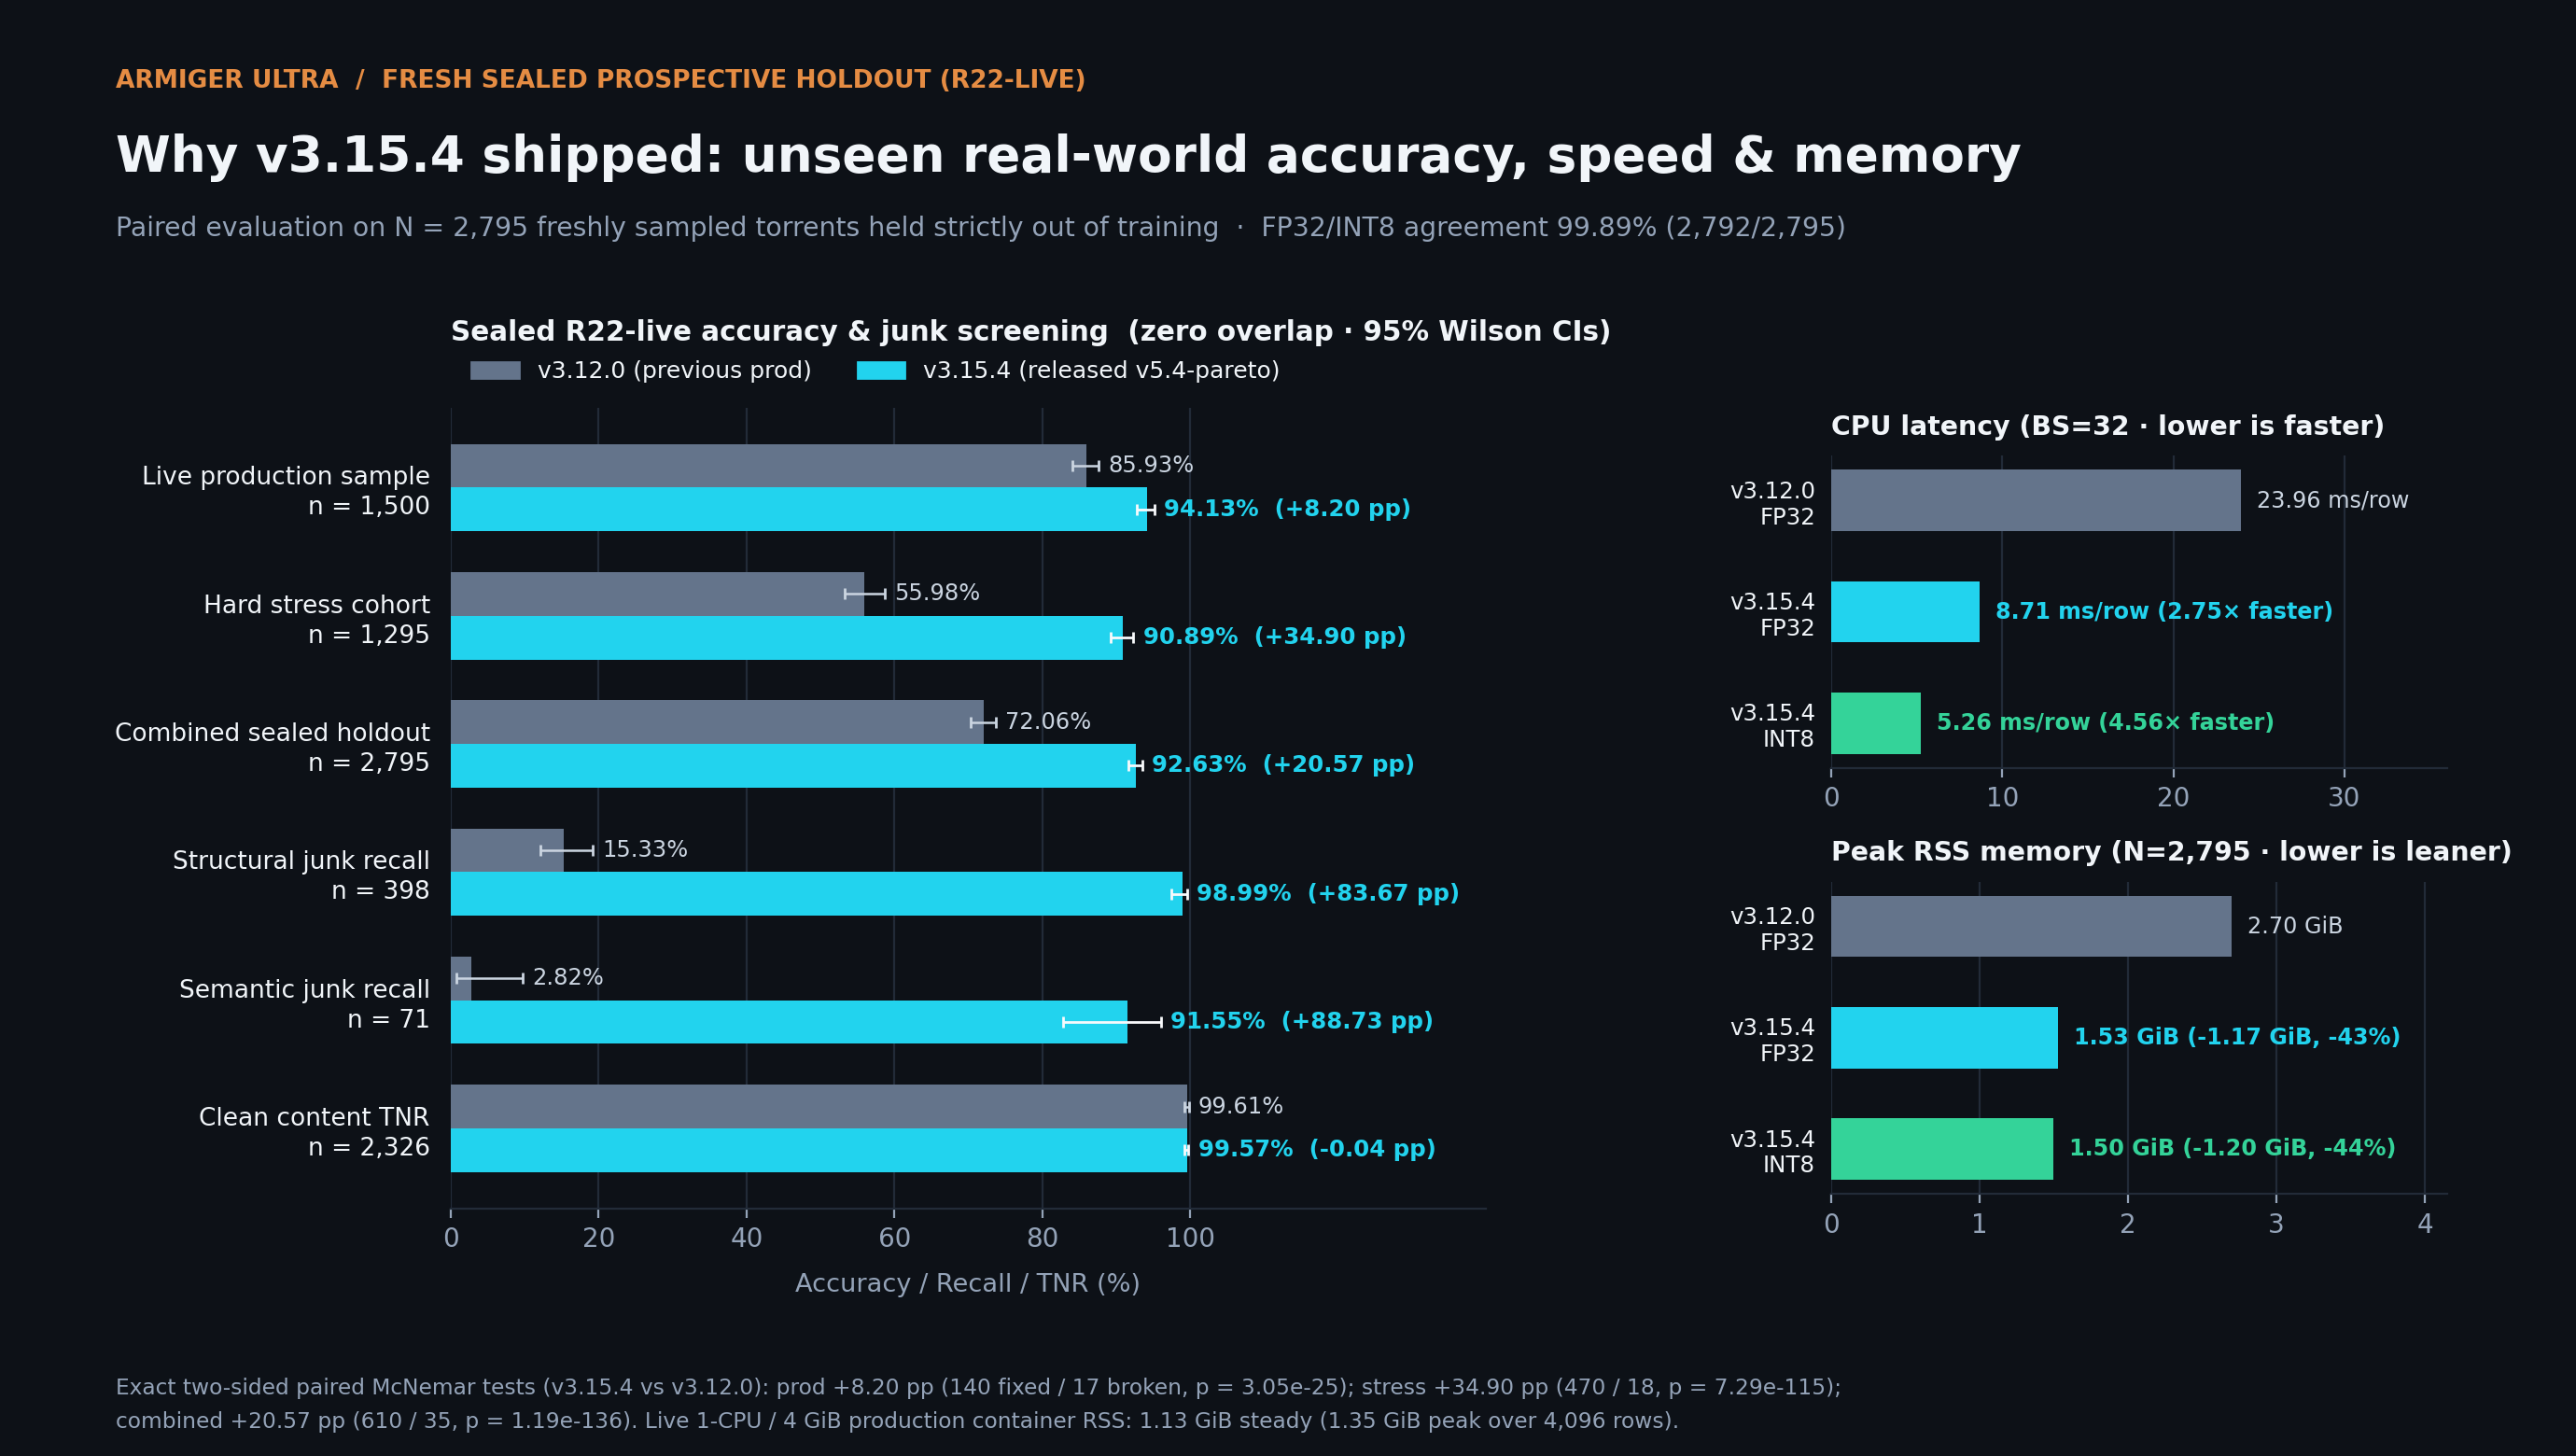 ARMIGER ULTRA / FRESH SEALED PROSPECTIVE HOLDOUT (R22-LIVE)
Why v3.15.4 shipped: unseen real-world accuracy, speed & memory
Paired evaluation on N = 2,795 freshly sampled torrents held strictly out of training · FP32/INT8 agreement 99.89% (2,792/2,795)
Sealed R22-live accuracy & junk screening (zero overlap · 95% Wilson CIs)
v3.12.0 (previous prod)
v3.15.4 (released v5.4-pareto)
Live production sample
n = 1,500
85.93%
94.13% (+8.20 pp)
Hard stress cohort
n = 1,295
55.98%
90.89% (+34.90 pp)
Combined sealed holdout
n = 2,795
72.06%
92.63% (+20.57 pp)
Structural junk recall
n = 398
15.33%
98.99% (+83.67 pp)
Semantic junk recall
n = 71
2.82%
91.55% (+88.73 pp)
Clean content TNR
n = 2,326
99.61%
99.57% (-0.04 pp)
0 20 40 60 80 100
Accuracy / Recall / TNR (%)
CPU latency (BS=32 · lower is faster)
v3.12.0
FP32
23.96 ms/row
v3.15.4
FP32
8.71 ms/row (2.75× faster)
v3.15.4
INT8
5.26 ms/row (4.56× faster)
0 10 20 30
Peak RSS memory (N=2,795 · lower is leaner)
v3.12.0
FP32
2.70 GiB
v3.15.4
FP32
1.53 GiB (-1.17 GiB, -43%)
v3.15.4
INT8
1.50 GiB (-1.20 GiB, -44%)
0 1 2 3 4
Exact two-sided paired McNemar tests (v3.15.4 vs v3.12.0): prod +8.20 pp (140 fixed / 17 broken, p = 3.05e-25); stress +34.90 pp (470 / 18, p = 7.29e-115);
combined +20.57 pp (610 / 35, p = 1.19e-136). Live 1-CPU / 4 GiB production container RSS: 1.13 GiB steady (1.35 GiB peak over 4,096 rows).